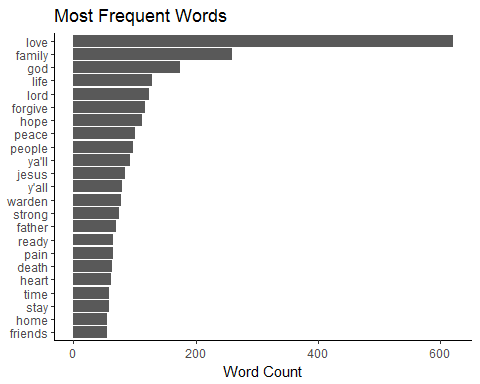 Most Frequent Words
love
family
god
life
lord
forgive
hope
peace
people
ya'll
jesus
y'all
warden
strong
father
ready
pain
death
heart
time
stay
home
friends
0 200 400 600
Word Count